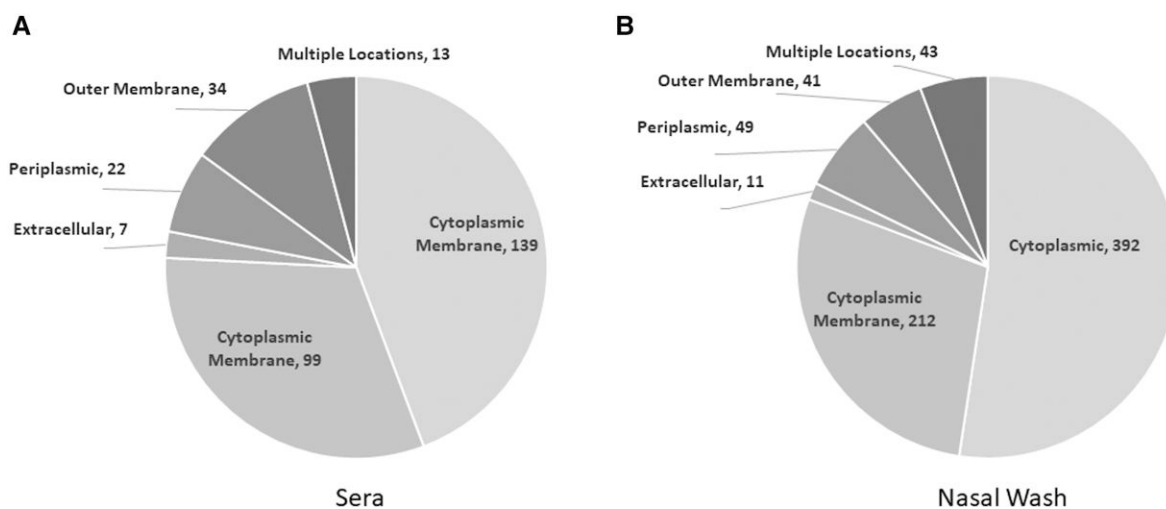 A
Multiple Locations, 13
Outer Membrane, 34
Periplasmic, 22
Extracellular, 7
Cytoplasmic
Membrane, 139
Cytoplasmic
Membrane, 99
Sera
B
Multiple Locations, 43
Outer Membrane, 41
Periplasmic, 49
Extracellular, 11
Cytoplasmic, 392
Cytoplasmic
Membrane, 212
Nasal Wash